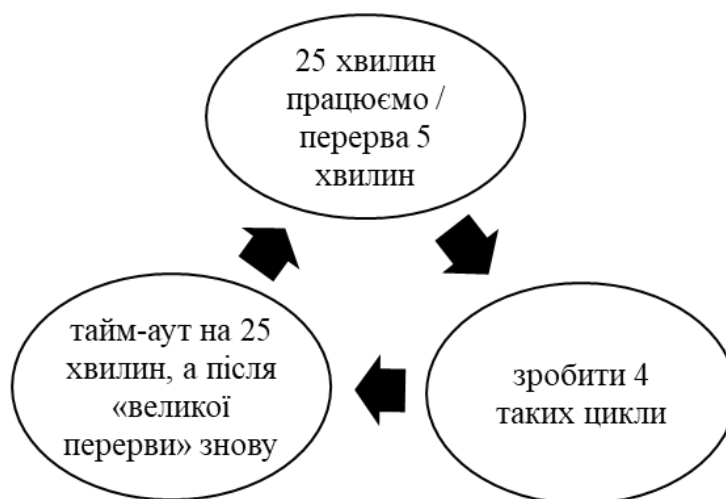 25 хвилин
працюємо /
перерва 5
хвилин
зробити 4
таких цикли
тайм-аут на 25
хвилин, а після
«великої
перерви» знову